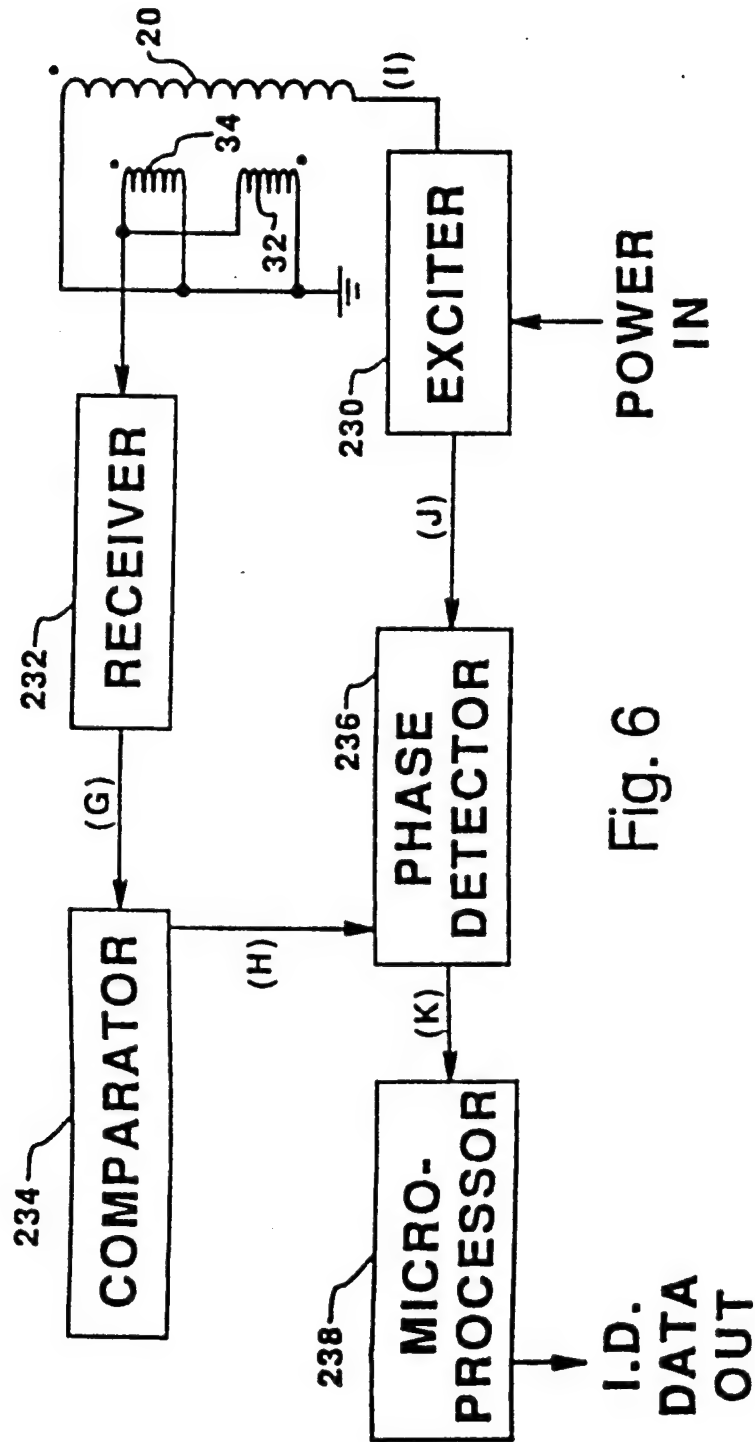 20
(I)
34
32
232
RECEIVER
230
EXCITER
POWER
IN
(G)
(J)
234
COMPARATOR
(H)
236
PHASE
DETECTOR
(K)
238
MICRO-
PROCESSOR
I.D.
DATA
OUT
Fig. 6